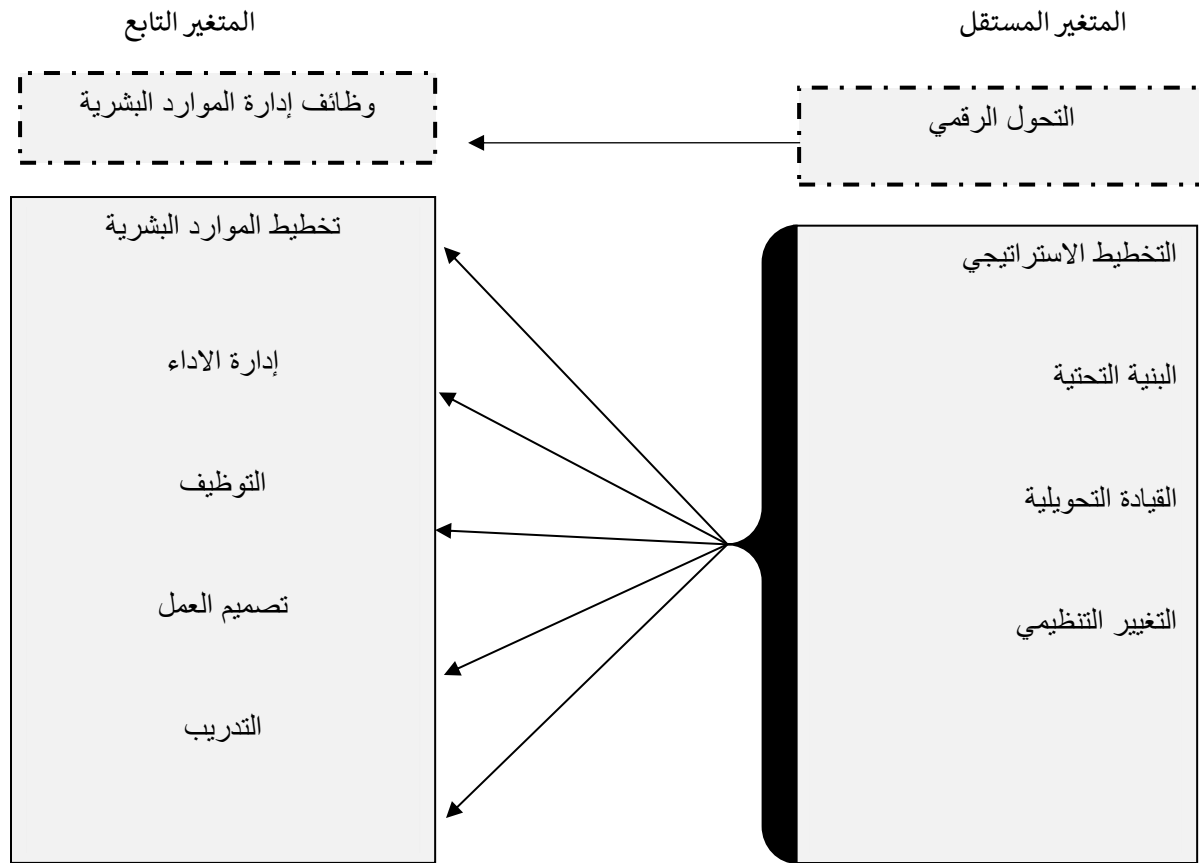 المتغير المستقل
المتغير التابع
التحول الرقمي
وظائف إدارة الموارد البشرية
التخطيط الاستراتيجي
البنية التحتية
القيادة التحويلية
التغيير التنظيمي
تخطيط الموارد البشرية
إدارة الاداء
التوظيف
تصميم العمل
التدريب